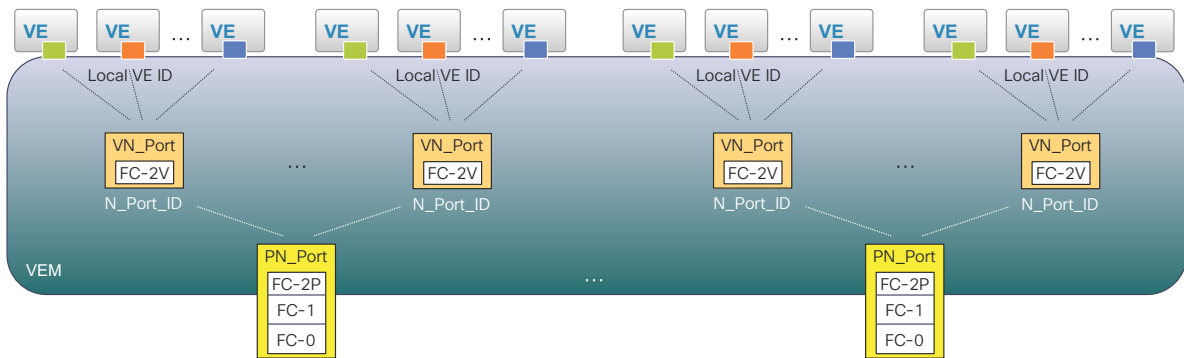 VE VE ... VE VE VE ... VE VE VE ... VE VE VE ... VE
Local VE ID Local VE ID Local VE ID Local VE ID
VN_Port VN_Port VN_Port VN_Port
... ...
FC-2V FC-2V FC-2V FC-2V
N_Port_ID N_Port_ID N_Port_ID N_Port_ID
PN_Port PN_Port
VEM ...
FC-2P FC-2P
FC-1 FC-1
FC-0 FC-0